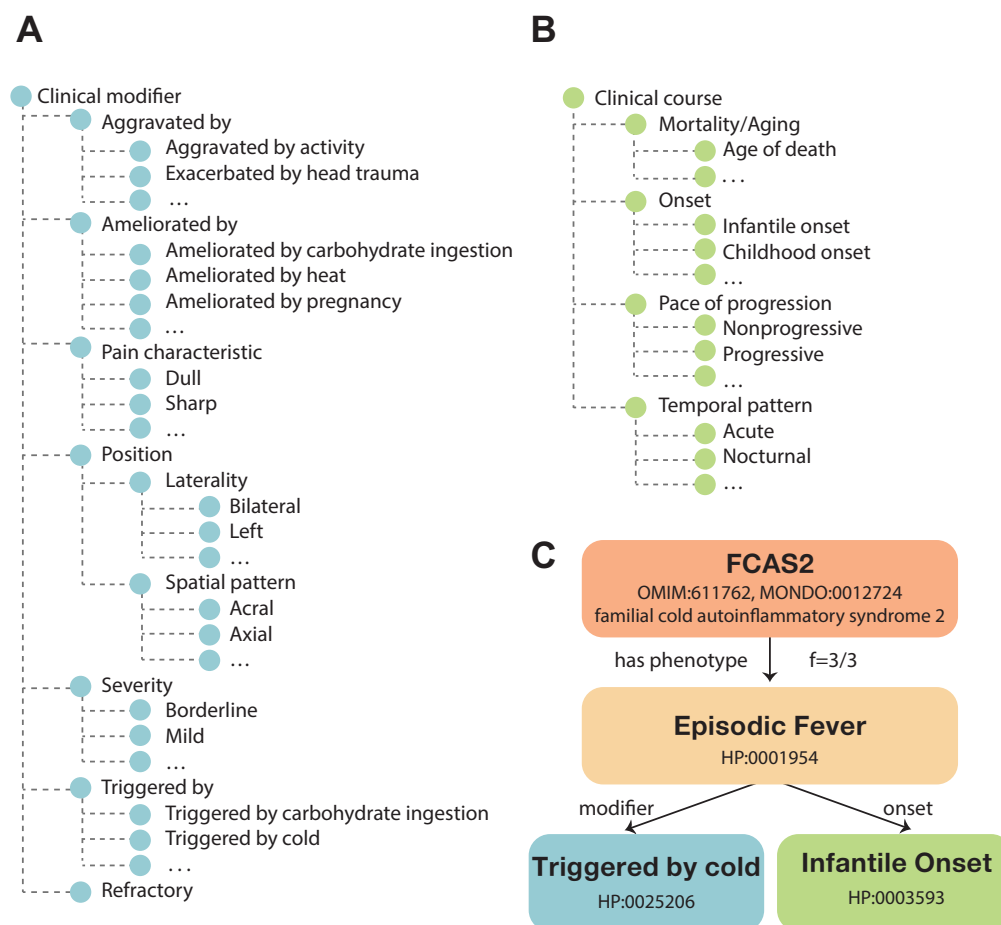 A
Clinical modifier
Aggravated by
Aggravated by activity
Exacerbated by head trauma
...
Ameliorated by
Ameliorated by carbohydrate ingestion
Ameliorated by heat
Ameliorated by pregnancy
...
Pain characteristic
Dull
Sharp
...
Position
Laterality
Bilateral
Left
...
Spatial pattern
Acral
Axial
...
Severity
Borderline
Mild
...
Triggered by
Triggered by carbohydrate ingestion
Triggered by cold
...
Refractory
B
Clinical course
Mortality/Aging
Age of death
...
Onset
Infantile onset
Childhood onset
...
Pace of progression
Nonprogressive
Progressive
...
Temporal pattern
Acute
Nocturnal
...
C
FCAS2
OMIM:611762, MONDO:0012724
familial cold autoinflammatory syndrome 2
has phenotype f=3/3
Episodic Fever
HP:0001954
modifier onset
Triggered by cold
HP:0025206
Infantile Onset
HP:0003593